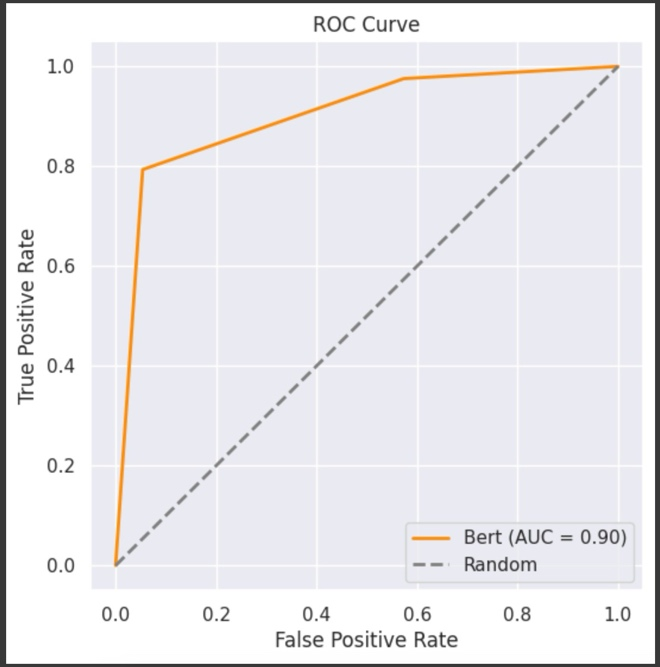 ROC Curve
1.0
0.8
0.6
0.4
0.2
0.0
True Positive Rate
Bert (AUC = 0.90)
Random
0.0 0.2 0.4 0.6 0.8 1.0
False Positive Rate